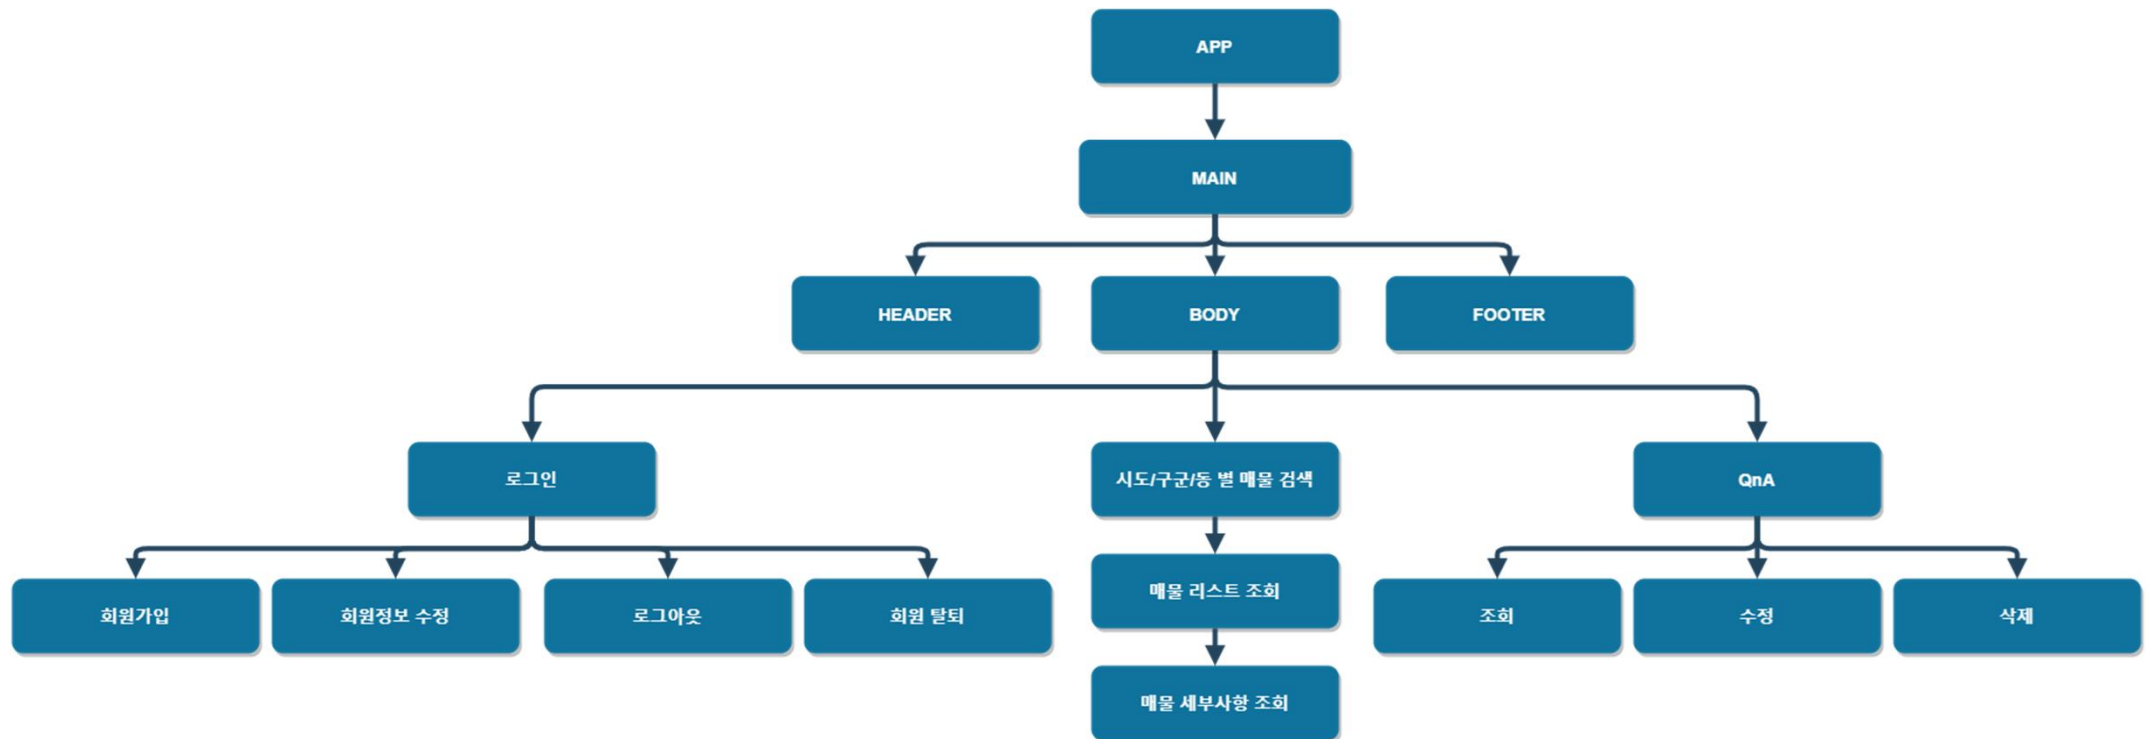 APP
MAIN
HEADER
BODY
FOOTER
로그인
시도/구군/동 별 매물 검색
QnA
회원가입
회원정보 수정
로그아웃
회원 탈퇴
매물 리스트 조회
조회
수정
삭제
매물 세부사항 조회